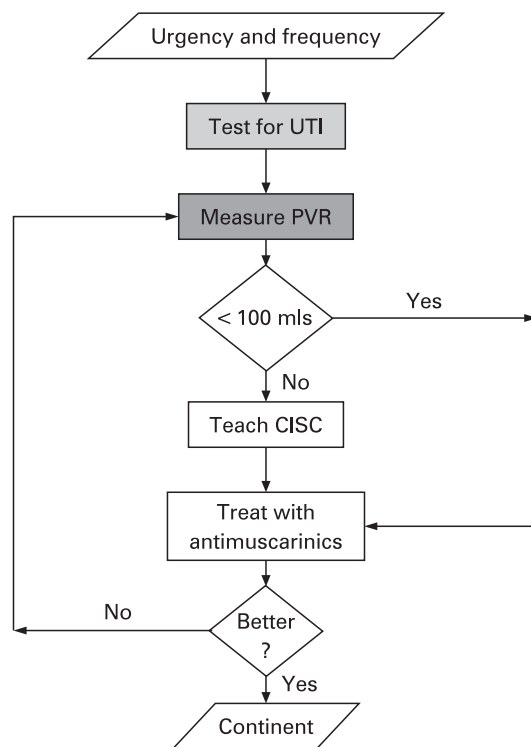 Urgency and frequency
Test for UTI
Measure PVR
< 100 mls
Yes
No
Teach CISC
Treat with
antimuscarinics
No
Better
?
Yes
Continent